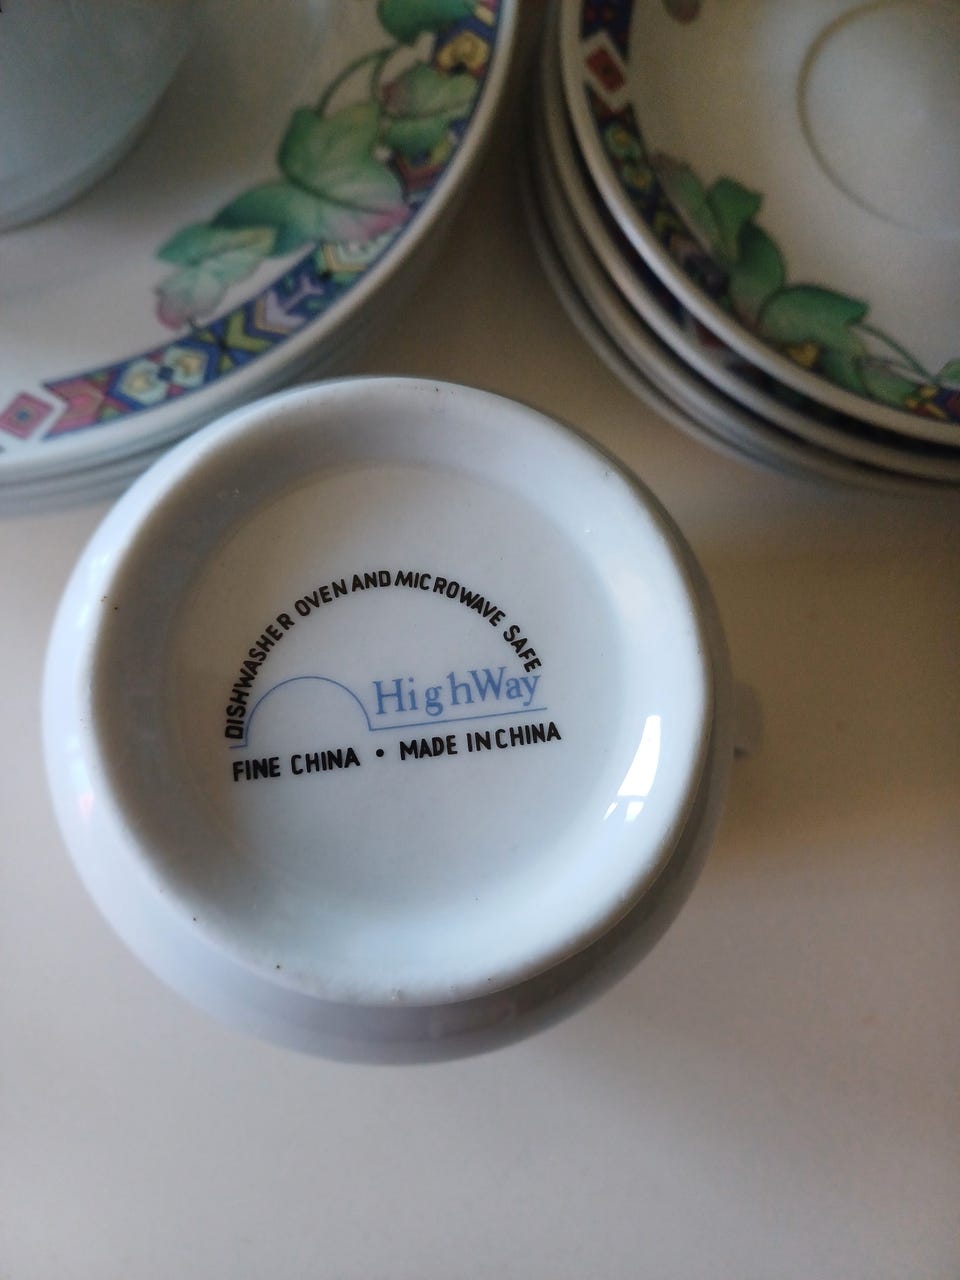 DISHWASHER OVEN AND MICROWAVE SAFE
HighWay
FINE CHINA • MADE IN CHINA